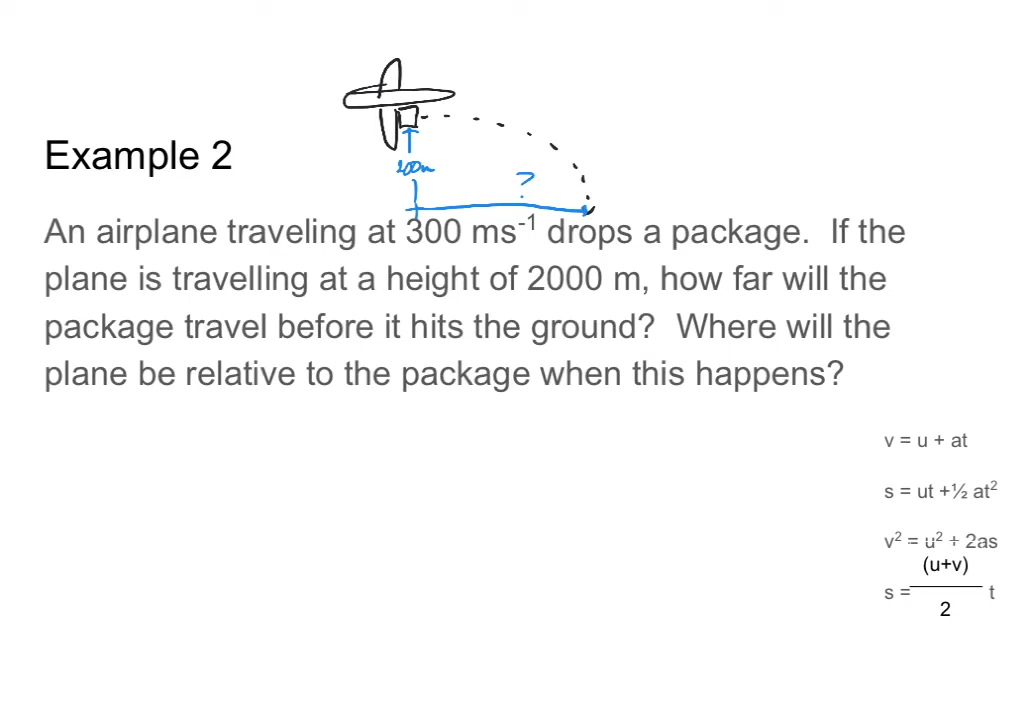 200m
?
Example 2
An airplane traveling at 300 ms⁻¹ drops a package. If the
plane is travelling at a height of 2000 m, how far will the
package travel before it hits the ground? Where will the
plane be relative to the package when this happens?
v = u + at
s = ut +½ at²
v² = u² + 2as
s = (u+v)/2 t